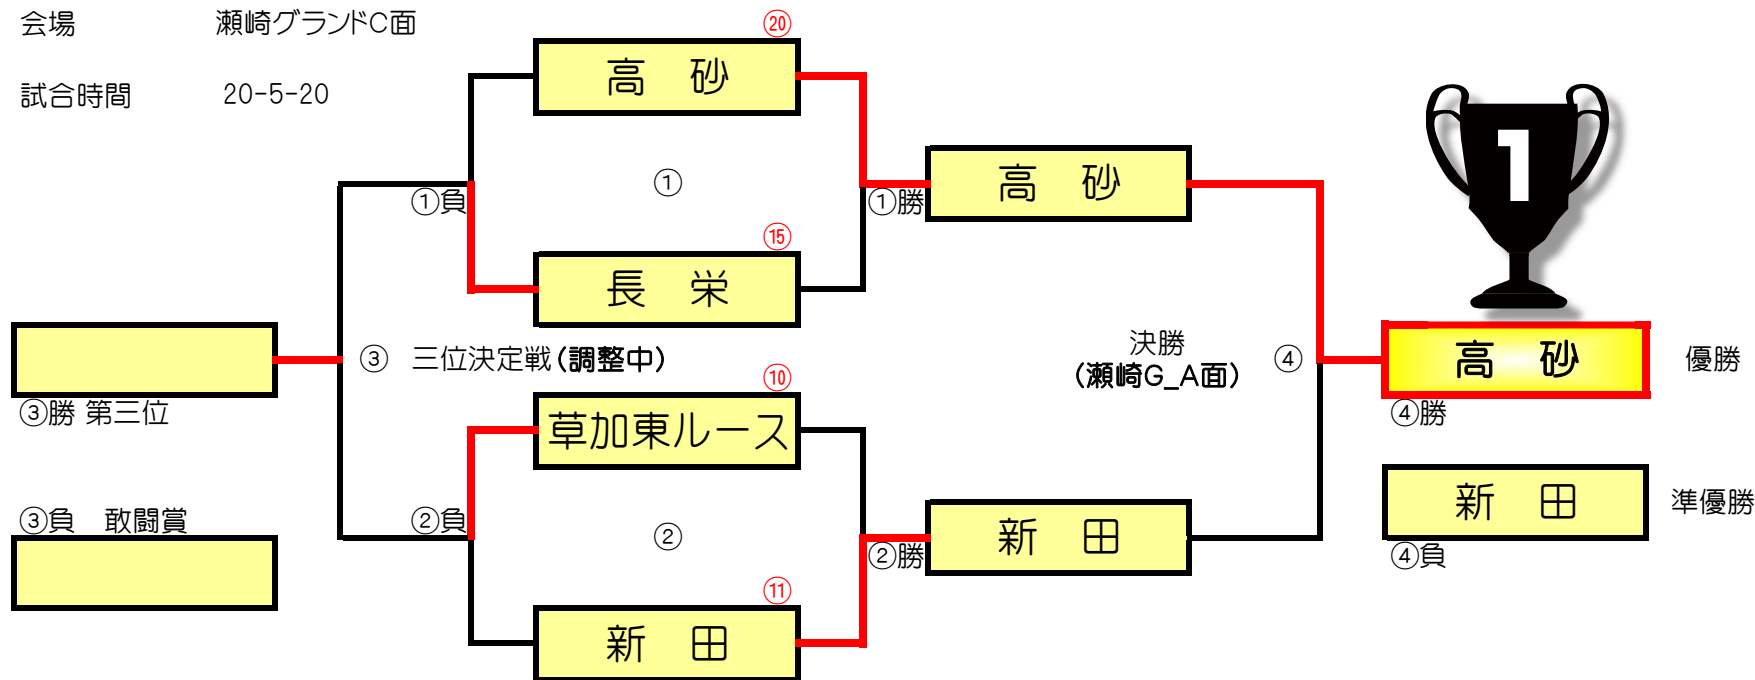 会場　瀬崎グランドC面
試合時間　20-5-20
⑳
高　砂
①負
①
①勝
高　砂
⑮
長　栄
1
③　三位決定戦(調整中)
決勝
(瀬崎G_A面)
④
高　砂
優勝
④勝
③勝 第三位
⑩
草加東ルース
③負　敢闘賞
②負
②
②勝
新　田
新　田
準優勝
④負
⑪
新　田